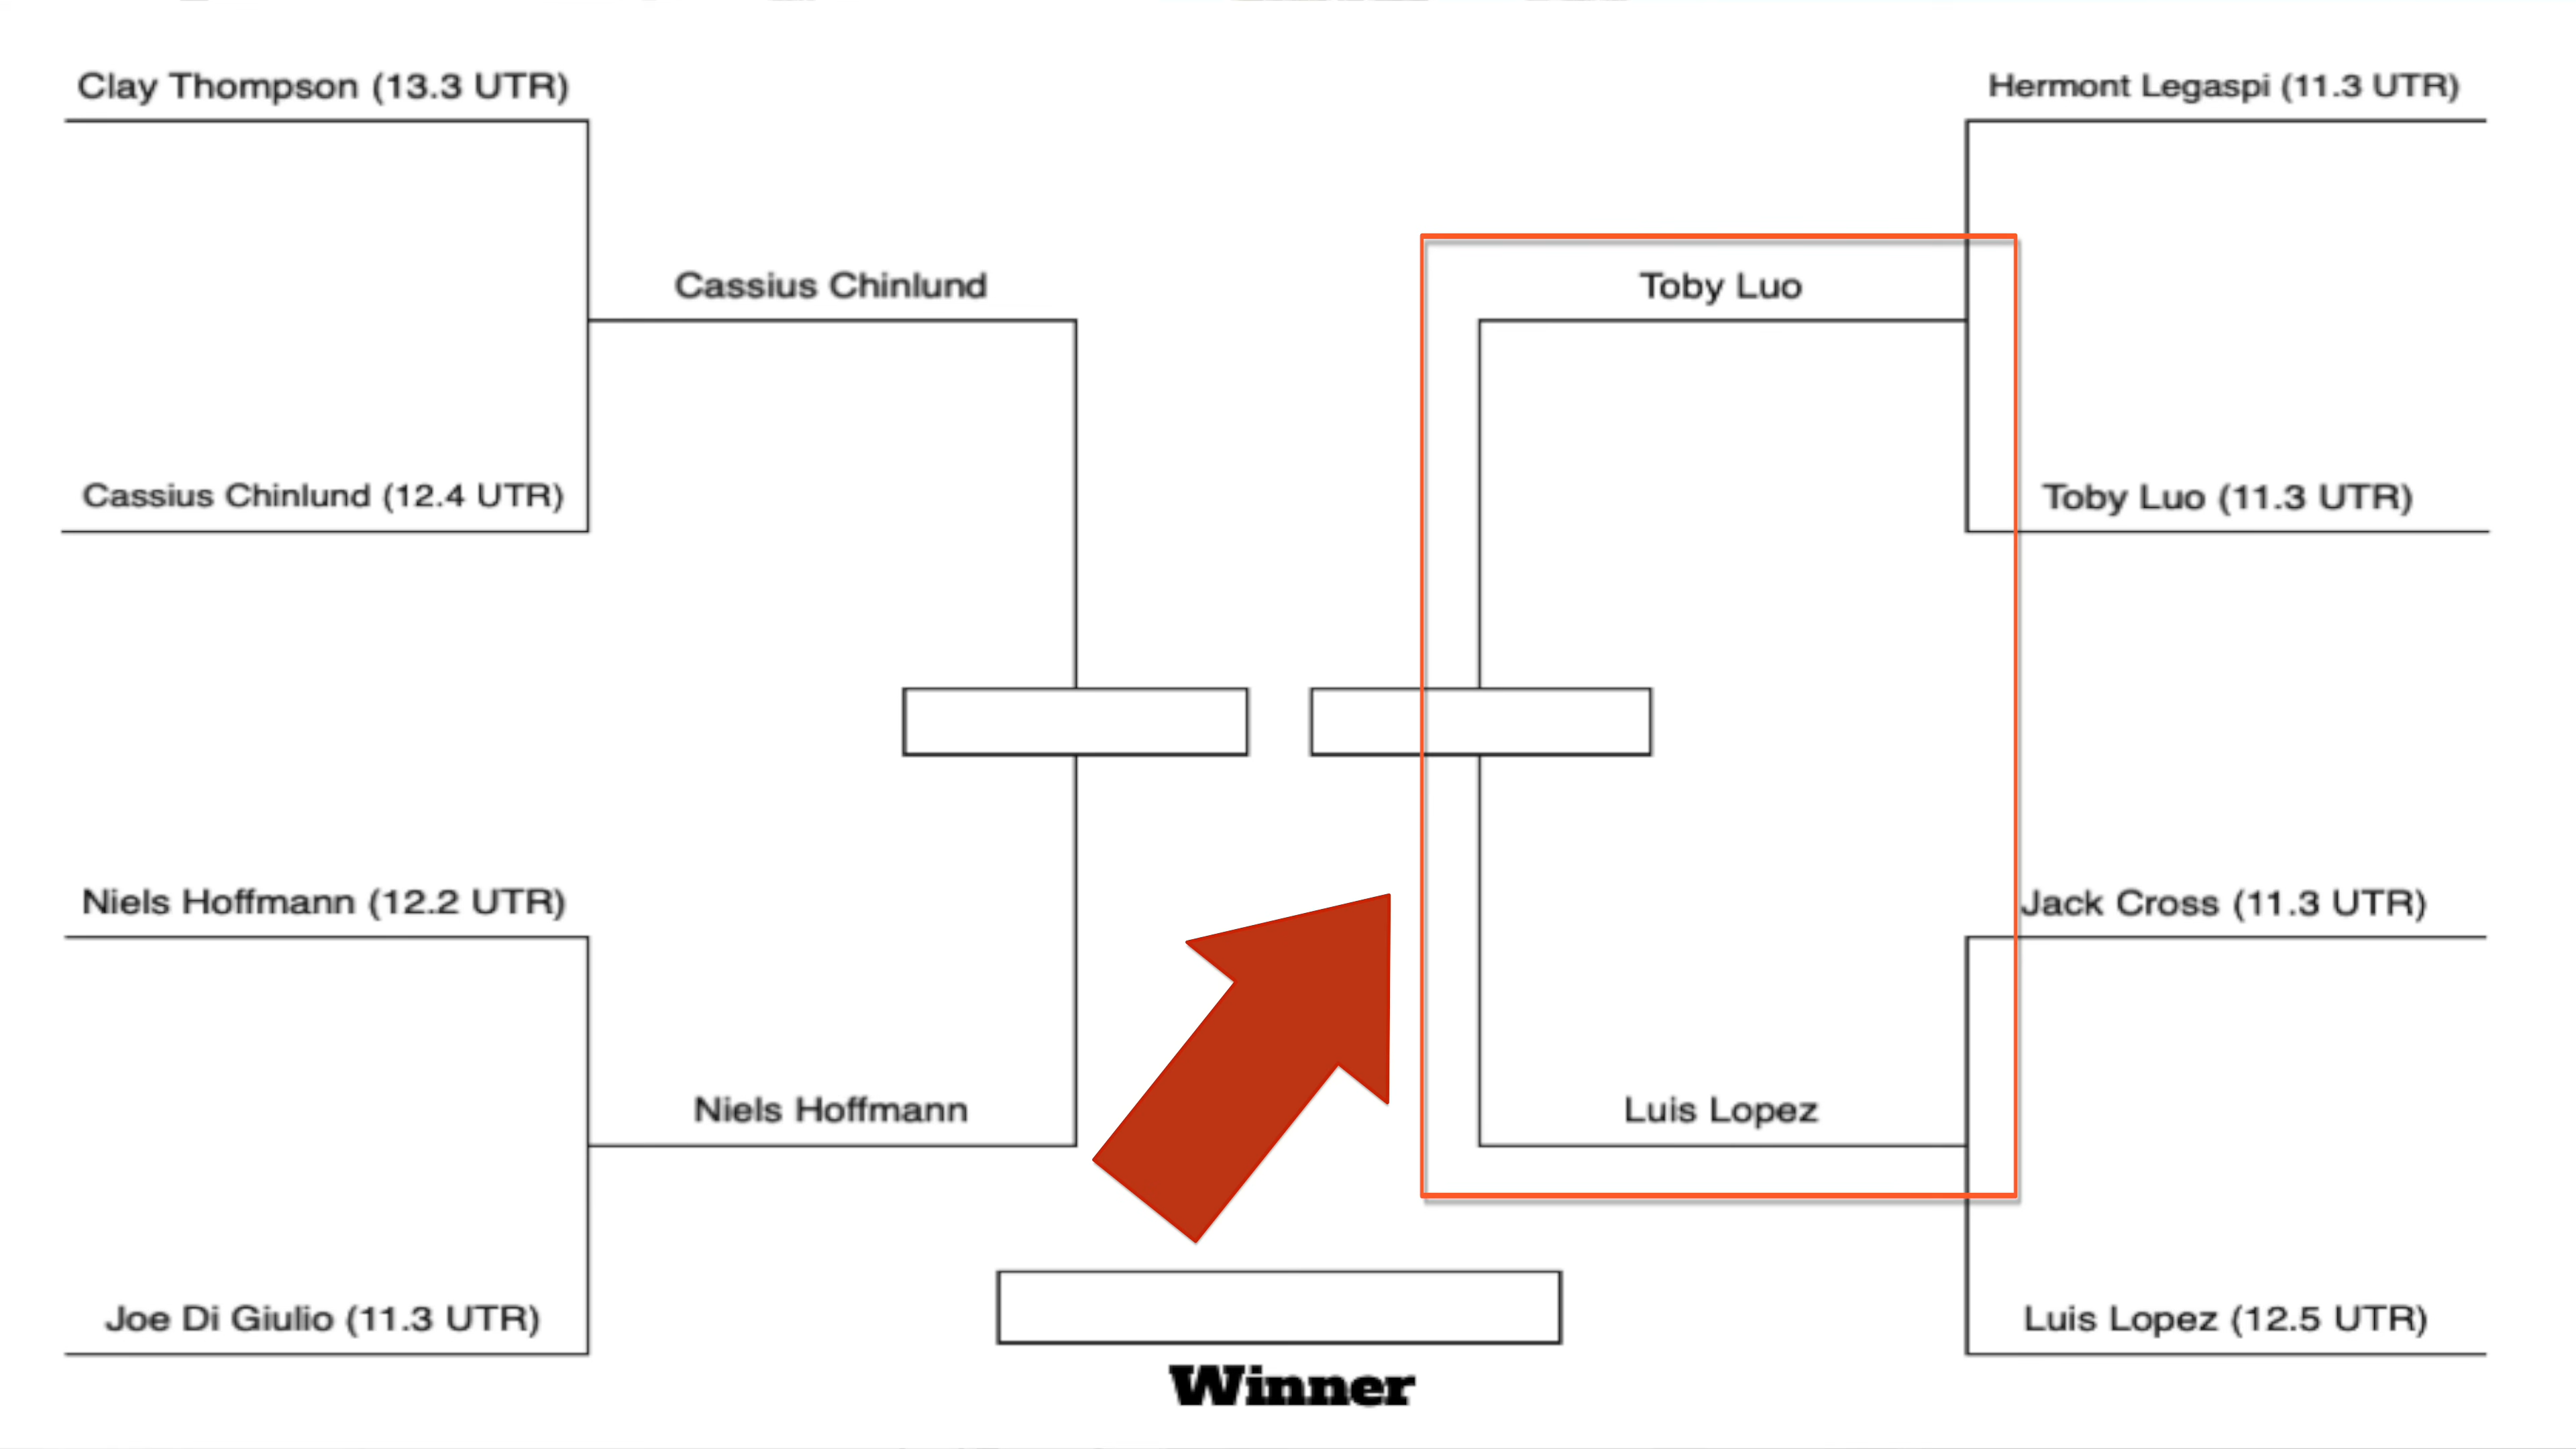 Clay Thompson (13.3 UTR)
Hermont Legaspi (11.3 UTR)
Cassius Chinlund
Toby Luo
Cassius Chinlund (12.4 UTR)
Toby Luo (11.3 UTR)
Niels Hoffmann (12.2 UTR)
Jack Cross (11.3 UTR)
Niels Hoffmann
Luis Lopez
Joe Di Giulio (11.3 UTR)
Luis Lopez (12.5 UTR)
Winner